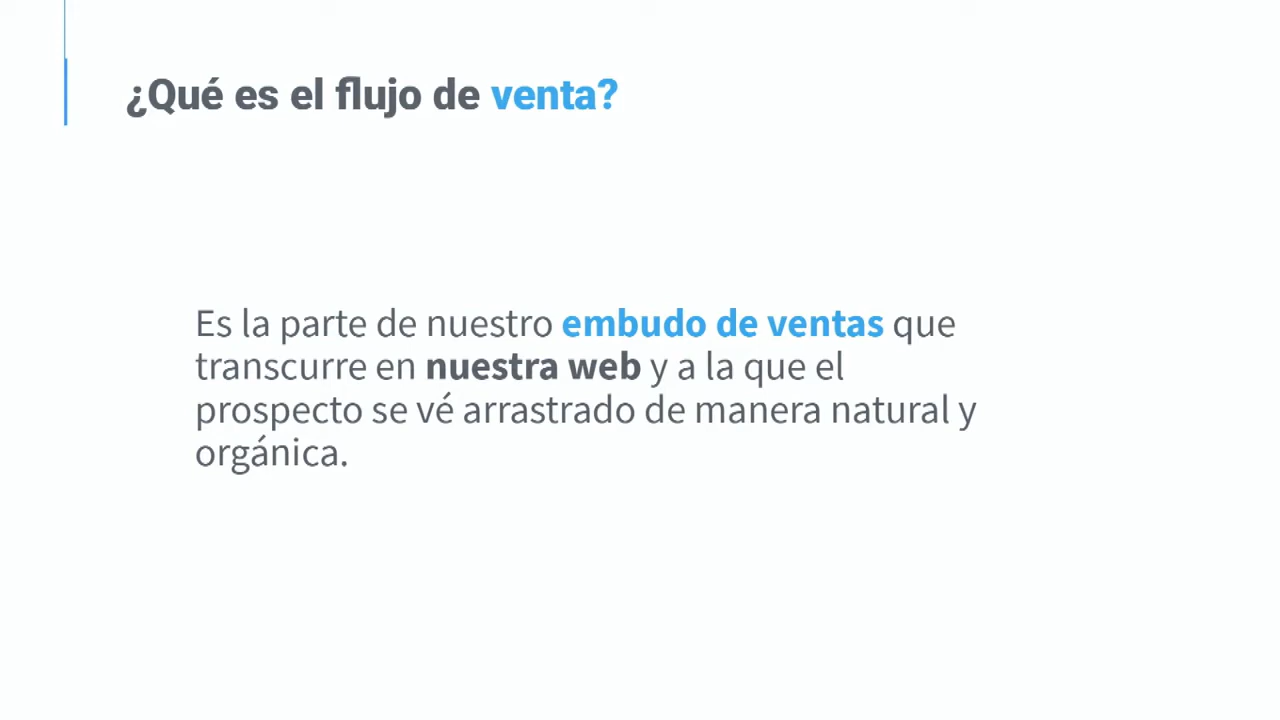 ¿Qué es el flujo de venta?
Es la parte de nuestro embudo de ventas que
transcurre en nuestra web y a la que el
prospecto se vé arrastrado de manera natural y
orgánica.